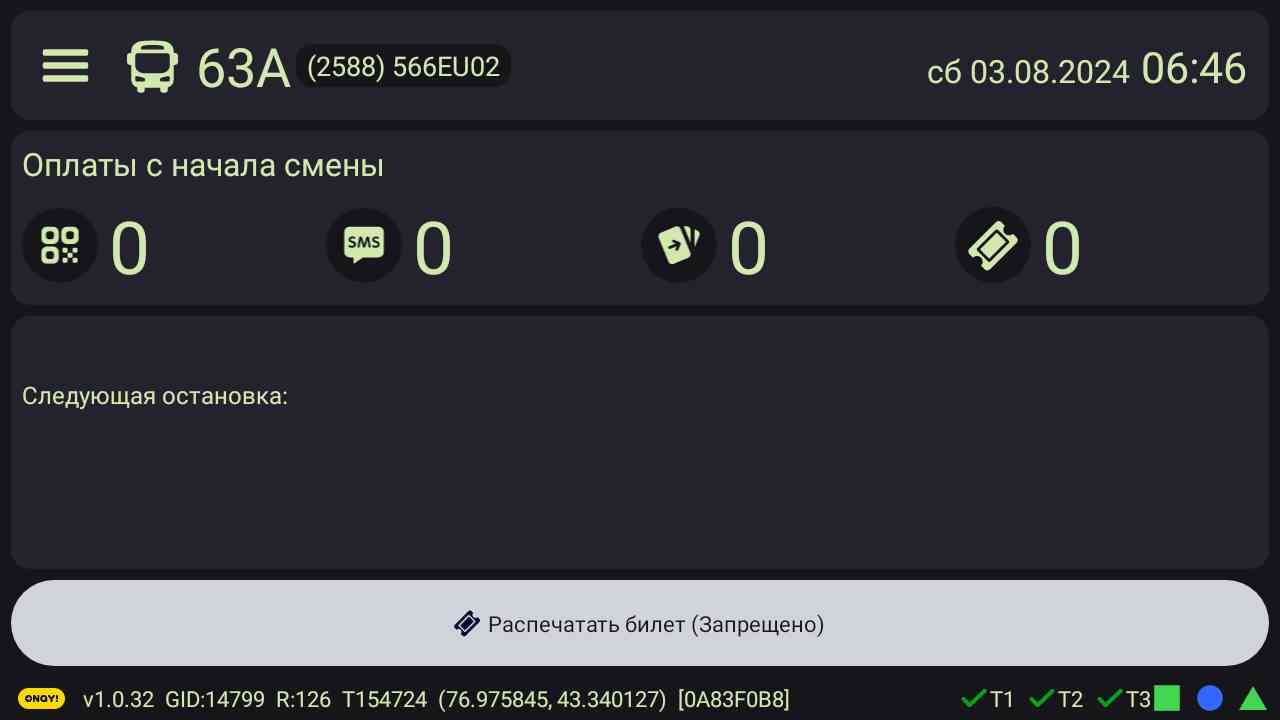 63А (2588) 566EU02 сб 03.08.2024 06:46
Оплаты с начала смены
0 SMS 0 0 0
Следующая остановка:
Распечатать билет (Запрещено)
ONAY! v1.0.32 GID:14799 R:126 T154724 (76.975845, 43.340127) [0A83F0B8] T1 T2 T3